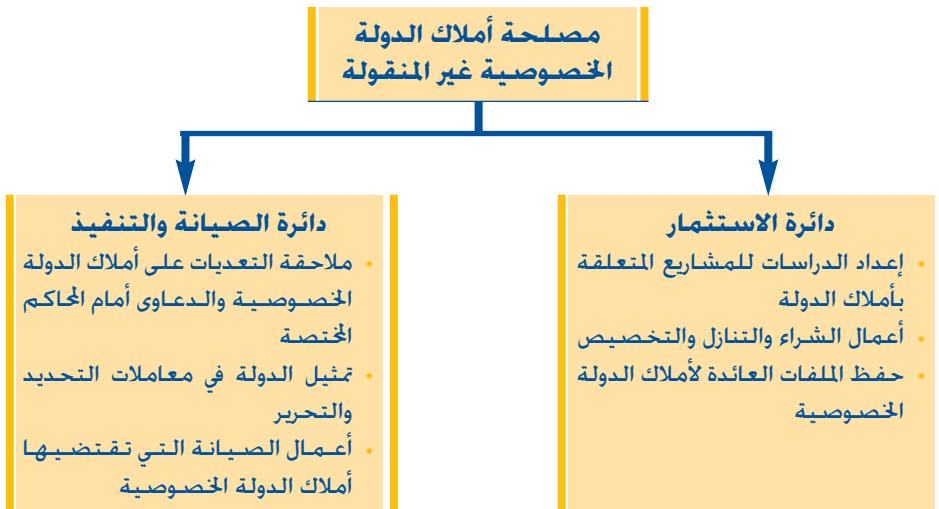 مصلحة أملاك الدولة
الخصوصية غير المنقولة
دائرة الاستثمار
• إعداد الدراسات للمشاريع المتعلقة
بأملاك الدولة
• أعمال الشراء والتنازل والتخصيص
• حفظ الملفات العائدة لأملاك الدولة
الخصوصية
دائرة الصيانة والتنفيذ
• ملاحقة التعديات على أملاك الدولة
الخصوصية والدعاوى أمام المحاكم
المختصة
• تمثيل الدولة في معاملات التحديد
والتحرير
• أعمال الصيانة التي تقتضيها
أملاك الدولة الخصوصية